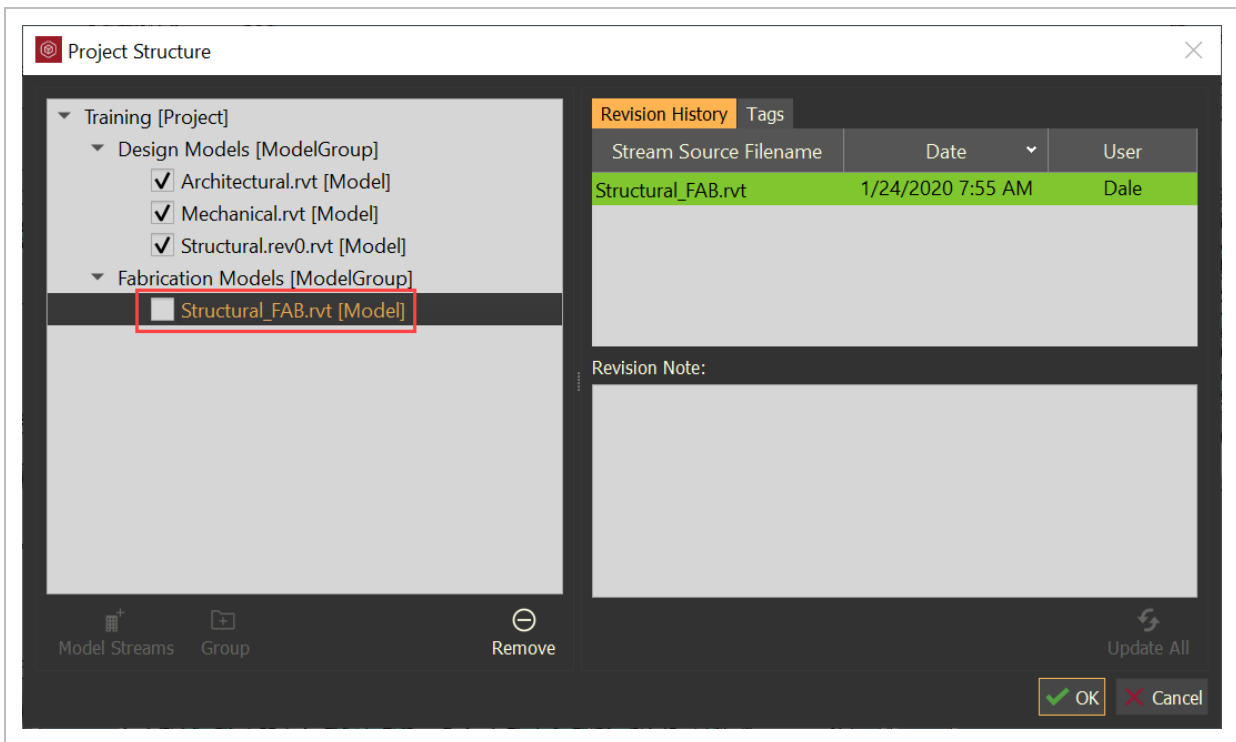 Project Structure
Training [Project]
Design Models [ModelGroup]
Architectural.rvt [Model]
Mechanical.rvt [Model]
Structural.rev0.rvt [Model]
Fabrication Models [ModelGroup]
Structural_FAB.rvt [Model]
Model Streams Group Remove
Revision History Tags
Stream Source Filename Date User
Structural_FAB.rvt 1/24/2020 7:55 AM Dale
Revision Note:
Update All
OK Cancel